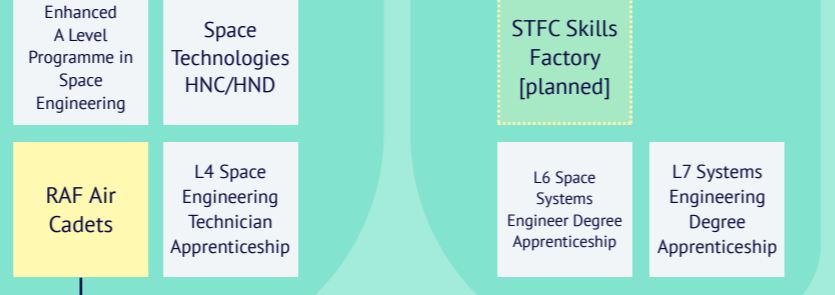 Enhanced
A Level
Programme in
Space
Engineering
Space
Technologies
HNC/HND
STFC Skills
Factory
[planned]
RAF Air
Cadets
L4 Space
Engineering
Technician
Apprenticeship
L6 Space
Systems
Engineer Degree
Apprenticeship
L7 Systems
Engineering
Degree
Apprenticeship